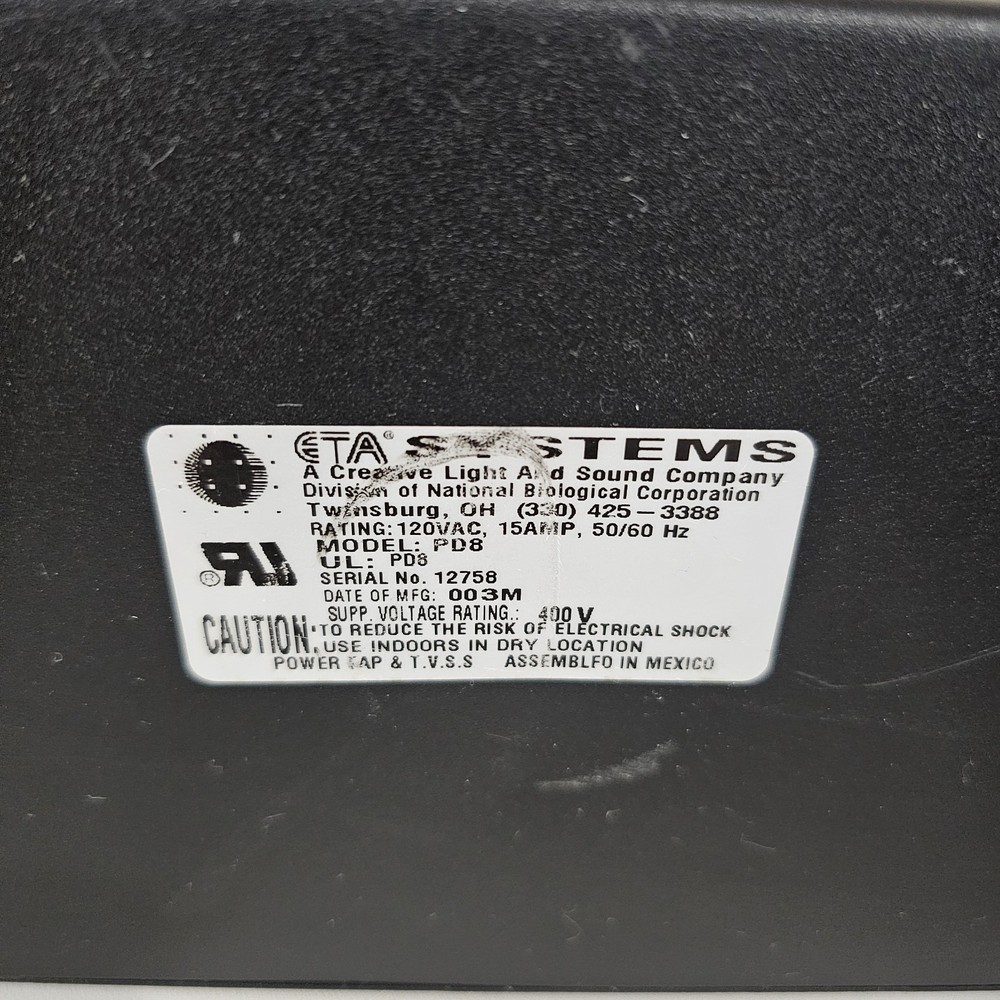 ETA® SYSTEMS
A Creative Light And Sound Company
Division of National Biological Corporation
Twinsburg, OH (330) 425-3388
RATING: 120VAC, 15AMP, 50/60 Hz
MODEL: PD8
UL: PD8
SERIAL No. 12758
DATE OF MFG: 003M
SUPP. VOLTAGE RATING.: 400V
CAUTION: TO REDUCE THE RISK OF ELECTRICAL SHOCK
USE INDOORS IN DRY LOCATION
POWER TAP & T.V.S.S ASSEMBLED IN MEXICO